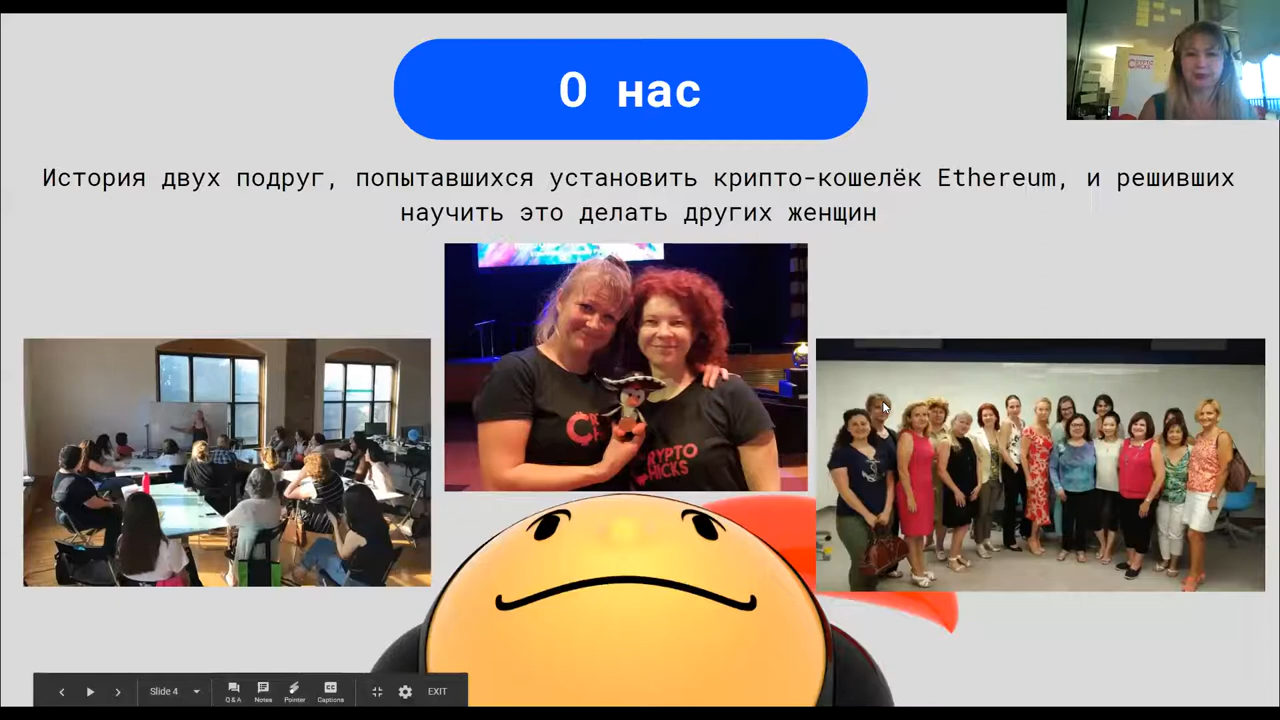 О нас
История двух подруг, попытавшихся установить крипто-кошелёк Ethereum, и решивших
научить это делать других женщин
CRYPTO
CHICKS
Slide 4
Q & A
Notes
Pointer
Captions
EXIT